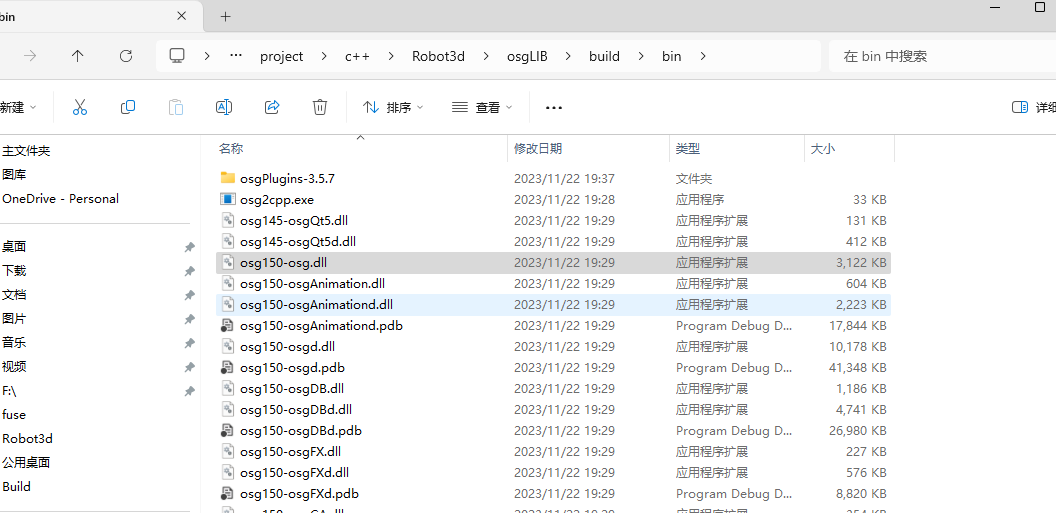 bin
project c++ Robot3d osgLIB build bin
在 bin 中搜索
新建 排序 查看 详细
名称 修改日期 类型 大小
主文件夹
图库
OneDrive - Personal
桌面
下载
文档
图片
音乐
视频
F:\
fuse
Robot3d
公用桌面
Build
osgPlugins-3.5.7 2023/11/22 19:37 文件夹
osg2cpp.exe 2023/11/22 19:28 应用程序 33 KB
osg145-osgQt5.dll 2023/11/22 19:29 应用程序扩展 131 KB
osg145-osgQt5d.dll 2023/11/22 19:29 应用程序扩展 412 KB
osg150-osg.dll 2023/11/22 19:29 应用程序扩展 3,122 KB
osg150-osgAnimation.dll 2023/11/22 19:29 应用程序扩展 604 KB
osg150-osgAnimationd.dll 2023/11/22 19:29 应用程序扩展 2,223 KB
osg150-osgAnimationd.pdb 2023/11/22 19:29 Program Debug D... 17,844 KB
osg150-osgd.dll 2023/11/22 19:29 应用程序扩展 10,178 KB
osg150-osgd.pdb 2023/11/22 19:29 Program Debug D... 41,348 KB
osg150-osgDB.dll 2023/11/22 19:29 应用程序扩展 1,186 KB
osg150-osgDBd.dll 2023/11/22 19:29 应用程序扩展 4,741 KB
osg150-osgDBd.pdb 2023/11/22 19:29 Program Debug D... 26,980 KB
osg150-osgFX.dll 2023/11/22 19:29 应用程序扩展 227 KB
osg150-osgFXd.dll 2023/11/22 19:29 应用程序扩展 576 KB
osg150-osgFXd.pdb 2023/11/22 19:29 Program Debug D... 8,820 KB